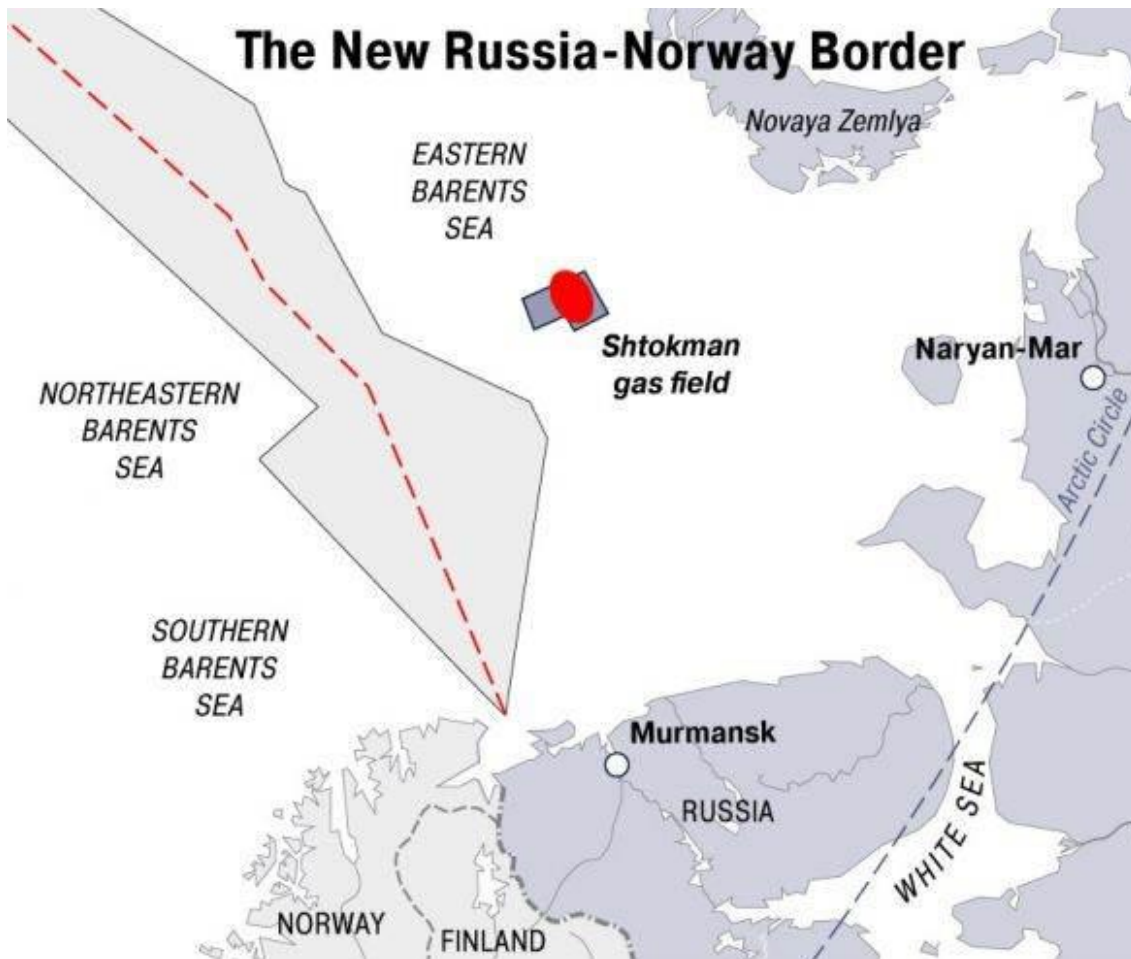 The New Russia-Norway Border
Novaya Zemlya
EASTERN
BARENTS
SEA
Shtokman
gas field
Naryan-Mar
Arctic Circle
NORTHEASTERN
BARENTS
SEA
SOUTHERN
BARENTS
SEA
Murmansk
RUSSIA
WHITE SEA
NORWAY
FINLAND